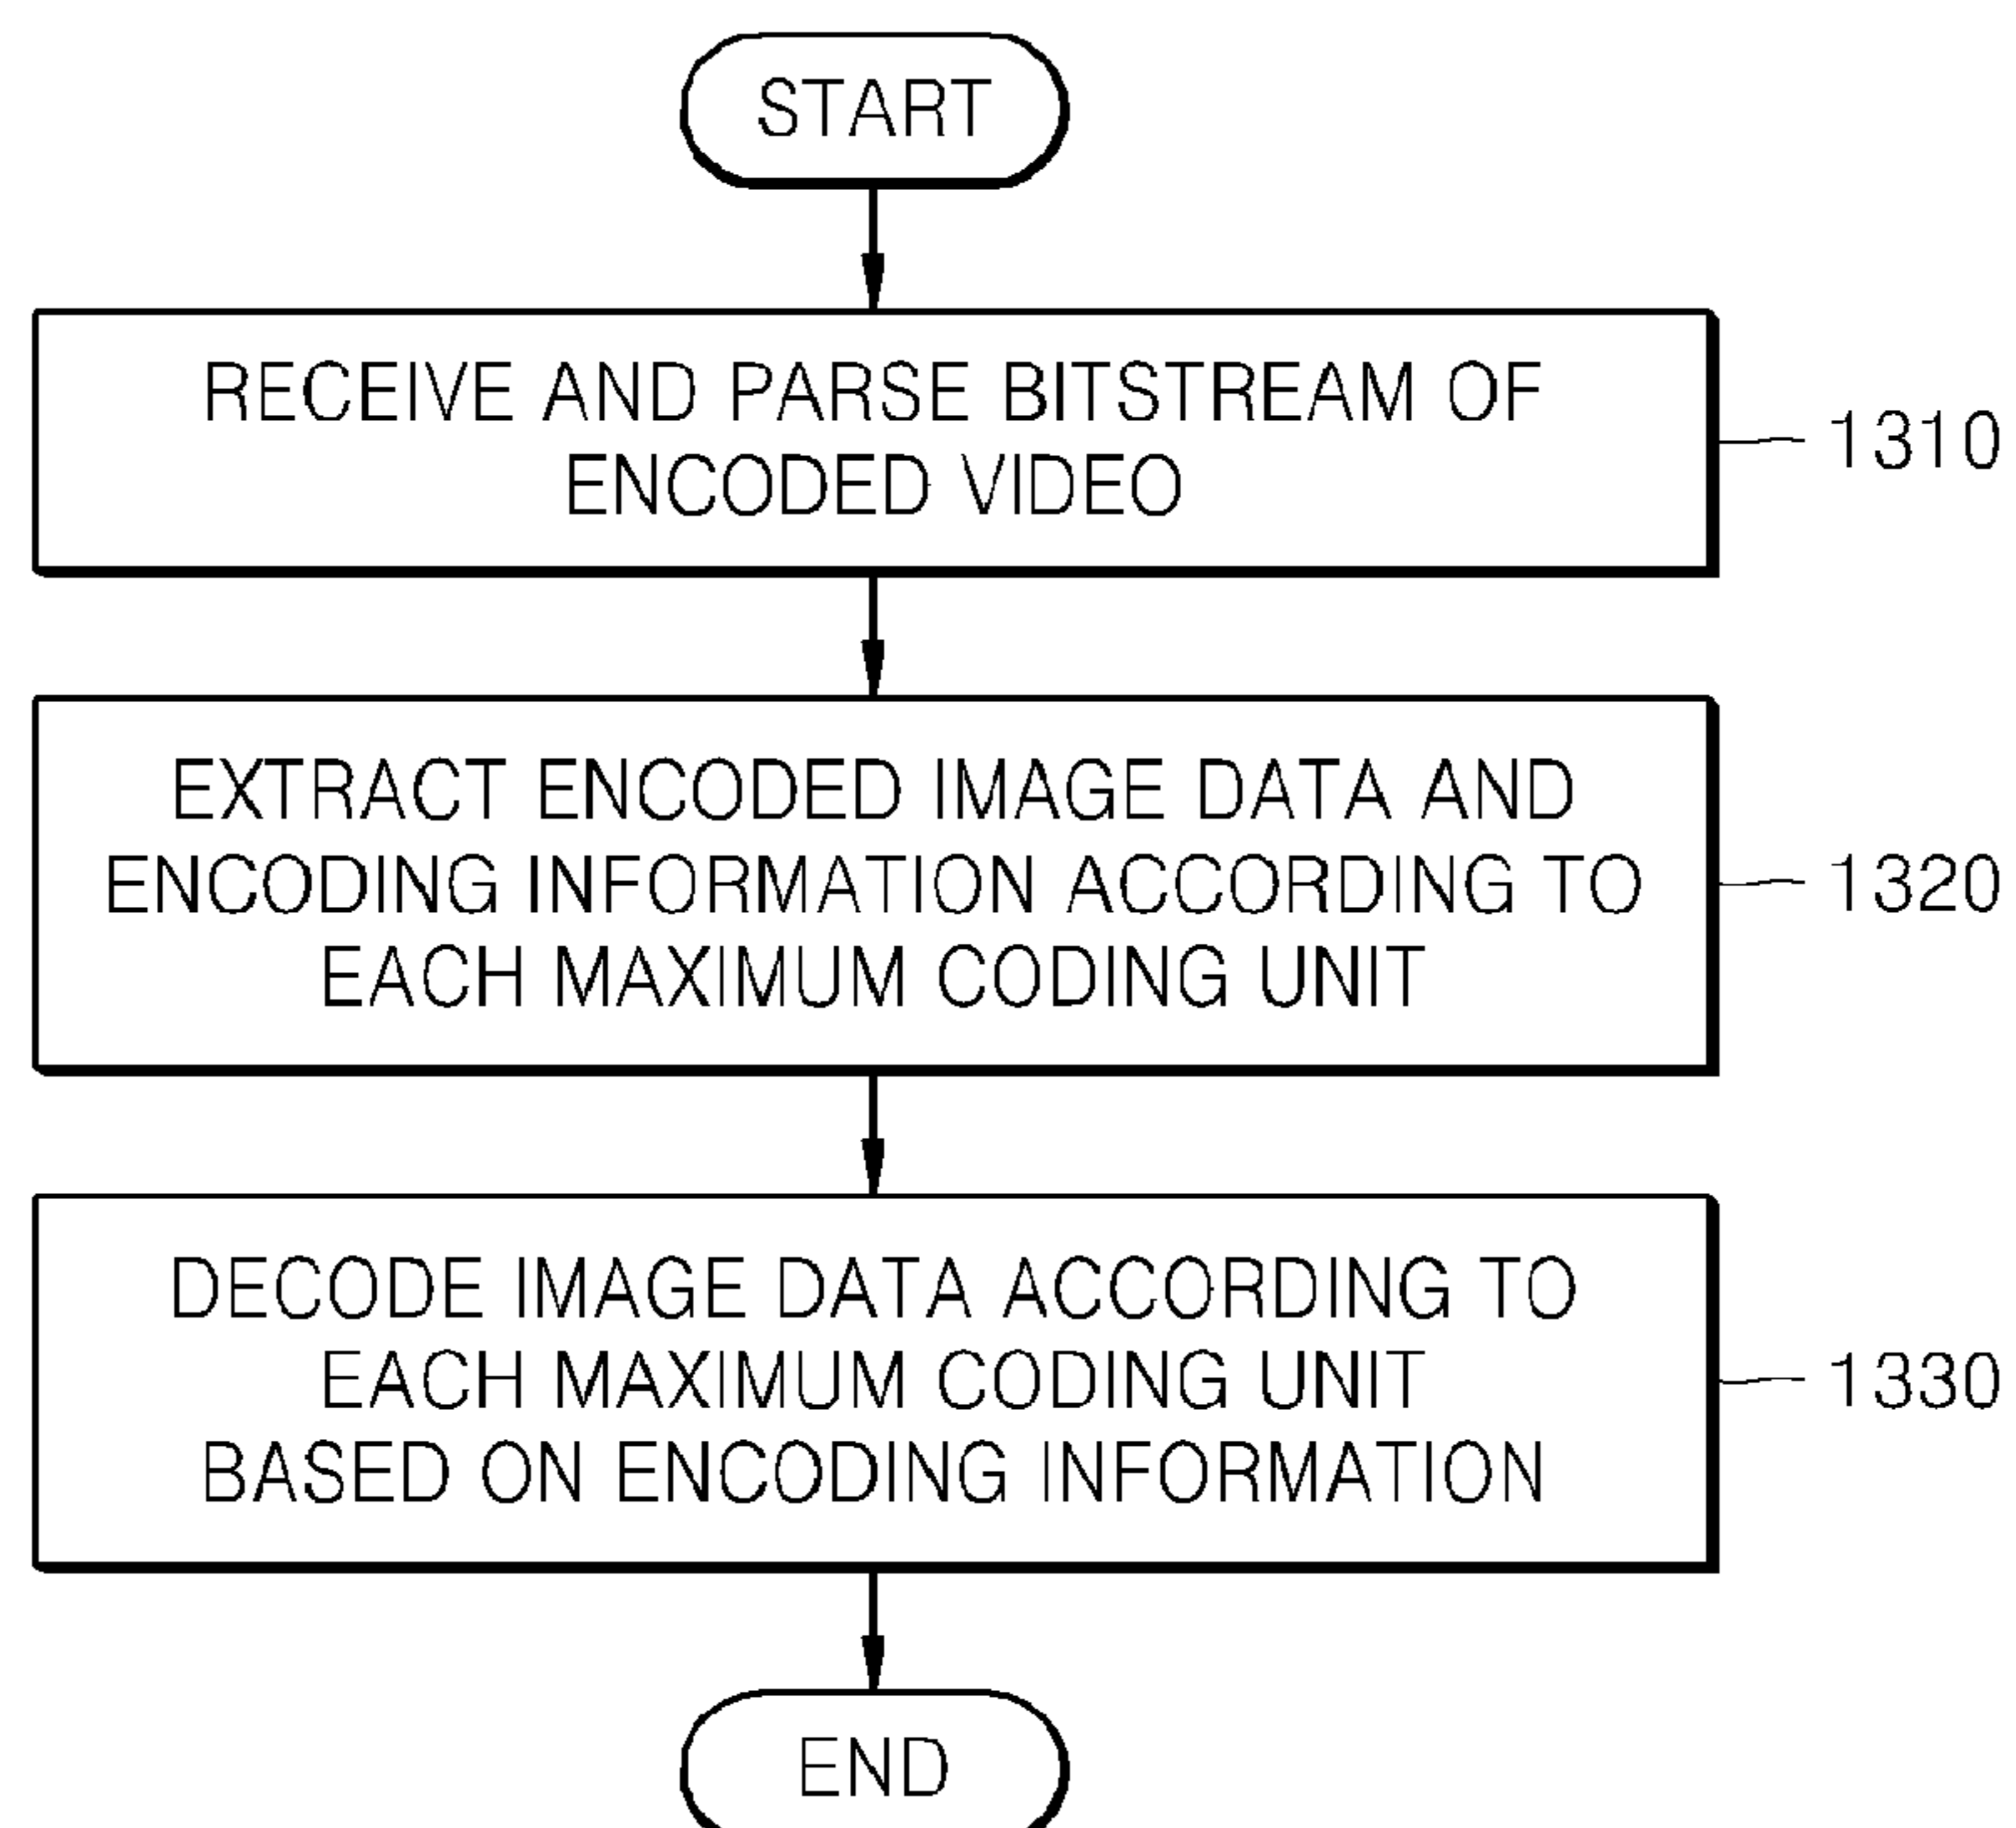 START
RECEIVE AND PARSE BITSTREAM OF
ENCODED VIDEO
1310
EXTRACT ENCODED IMAGE DATA AND
ENCODING INFORMATION ACCORDING TO
EACH MAXIMUM CODING UNIT
1320
DECODE IMAGE DATA ACCORDING TO
EACH MAXIMUM CODING UNIT
BASED ON ENCODING INFORMATION
1330
END